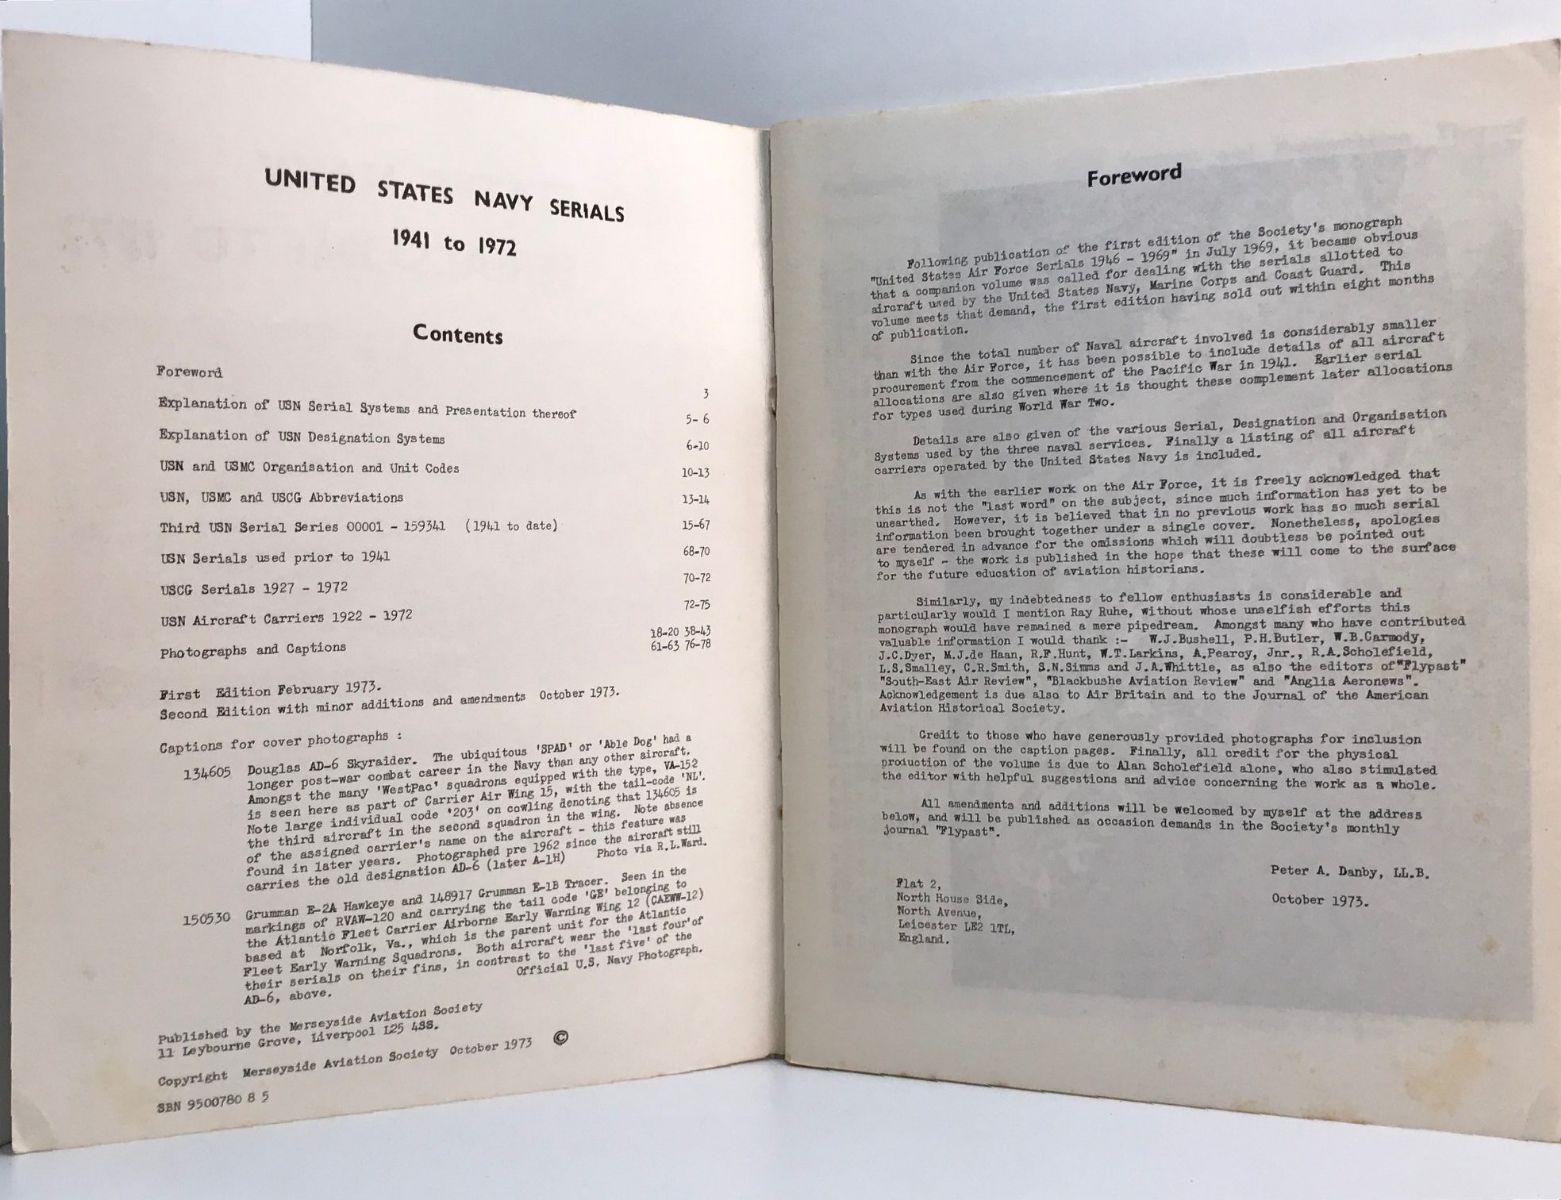 UNITED STATES NAVY SERIALS
1941 to 1972
Contents
Foreword 3
Explanation of USN Serial Systems and Presentation thereof 5- 6
Explanation of USN Designation Systems 6-10
USN and USMC Organisation and Unit Codes 10-13
USN, USMC and USCG Abbreviations 13-14
Third USN Serial Series 00001 - 159341 (1941 to date) 15-67
USN Serials used prior to 1941 68-70
USCG Serials 1927 - 1972 70-72
USN Aircraft Carriers 1922 - 1972 72-75
Photographs and Captions 18-20 38-43
61-63 76-78
First Edition February 1973.
Second Edition with minor additions and amendments October 1973.
Captions for cover photographs :
134605 Douglas AD-6 Skyraider. The ubiquitous 'SPAD' or 'Able Dog' had a
longer post-war combat career in the Navy than any other aircraft.
Amongst the many 'WestPac' squadrons equipped with the type, VA-152
is seen here as part of Carrier Air Wing 15, with the tail-code 'NL'.
Note large individual code '203' on cowling denoting that 134605 is
the third aircraft in the second squadron in the wing. Note absence
of the assigned carrier's name on the aircraft - this feature was
found in later years. Photographed pre 1962 since the aircraft still
carries the old designation AD-6 (later A-1H) Photo via R.L.Ward.
150530 Grumman E-2A Hawkeye and 148917 Grumman E-1B Tracer. Seen in the
markings of RVAW-120 and carrying the tail code 'GE' belonging to
the Atlantic Fleet Carrier Airborne Early Warning Wing 12 (CAEWW-12)
based at Norfolk, Va., which is the parent unit for the Atlantic
Fleet Early Warning Squadrons. Both aircraft wear the 'last four' of
their serials on their fins, in contrast to the 'last five' of the
AD-6, above. Official U.S. Navy Photograph.
Published by the Merseyside Aviation Society
11 Leybourne Grove, Liverpool L25 4SS.
Copyright Merseyside Aviation Society October 1973 ©
SBN 9500780 8 5
Foreword
Following publication of the first edition of the Society's monograph
"United States Air Force Serials 1946 - 1969" in July 1969, it became obvious
that a companion volume was called for dealing with the serials allotted to
aircraft used by the United States Navy, Marine Corps and Coast Guard. This
volume meets that demand, the first edition having sold out within eight months
of publication.
Since the total number of Naval aircraft involved is considerably smaller
than with the Air Force, it has been possible to include details of all aircraft
procurement from the commencement of the Pacific War in 1941. Earlier serial
allocations are also given where it is thought these complement later allocations
for types used during World War Two.
Details are also given of the various Serial, Designation and Organisation
Systems used by the three naval services. Finally a listing of all aircraft
carriers operated by the United States Navy is included.
As with the earlier work on the Air Force, it is freely acknowledged that
this is not the "last word" on the subject, since much information has yet to be
unearthed. However, it is believed that in no previous work has so much serial
information been brought together under a single cover. Nonetheless, apologies
are tendered in advance for the omissions which will doubtless be pointed out
to myself - the work is published in the hope that these will come to the surface
for the future education of aviation historians.
Similarly, my indebtedness to fellow enthusiasts is considerable and
particularly would I mention Ray Ruhe, without whose unselfish efforts this
monograph would have remained a mere pipedream. Amongst many who have contributed
valuable information I would thank :- W.J.Bushell, P.H.Butler, W.B.Carmody,
J.C.Dyer, M.J.de Haan, R.F.Hunt, W.T.Larkins, A.Pearcy, Jnr., R.A.Scholefield,
L.S.Smalley, C.R.Smith, S.N.Simms and J.A.Whittle, as also the editors of "Flypast"
"South-East Air Review", "Blackbushe Aviation Review" and "Anglia Aeronews".
Acknowledgement is due also to Air Britain and to the Journal of the American
Aviation Historical Society.
Credit to those who have generously provided photographs for inclusion
will be found on the caption pages. Finally, all credit for the physical
production of the volume is due to Alan Scholefield alone, who also stimulated
the editor with helpful suggestions and advice concerning the work as a whole.
All amendments and additions will be welcomed by myself at the address
below, and will be published as occasion demands in the Society's monthly
journal "Flypast".
Peter A. Danby, LL.B.
October 1973.
Flat 2,
North House Side,
North Avenue,
Leicester LE2 1TL,
England.